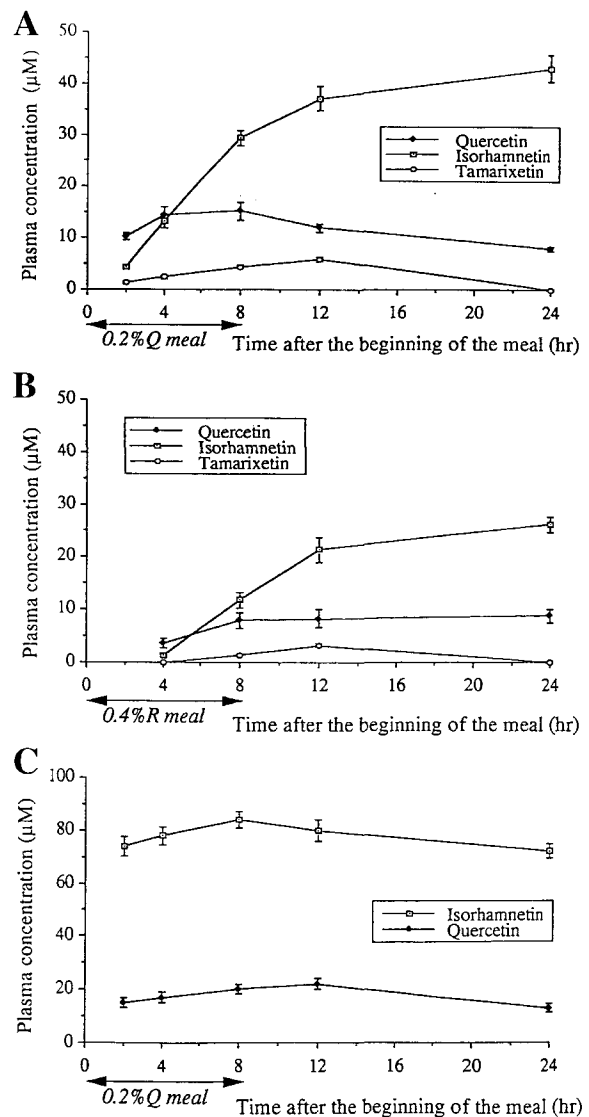 A
Plasma concentration (µM)
50
40
30
20
10
0
Quercetin
Isorhamnetin
Tamarixetin
0 4 8 12 16 20 24
0.2%Q meal
Time after the beginning of the meal (hr)
B
Plasma concentration (µM)
50
40
30
20
10
0
Quercetin
Isorhamnetin
Tamarixetin
0 4 8 12 16 20 24
0.4%R meal
Time after the beginning of the meal (hr)
C
Plasma concentration (µM)
100
80
60
40
20
0
Isorhamnetin
Quercetin
0 4 8 12 16 20 24
0.2%Q meal
Time after the beginning of the meal (hr)